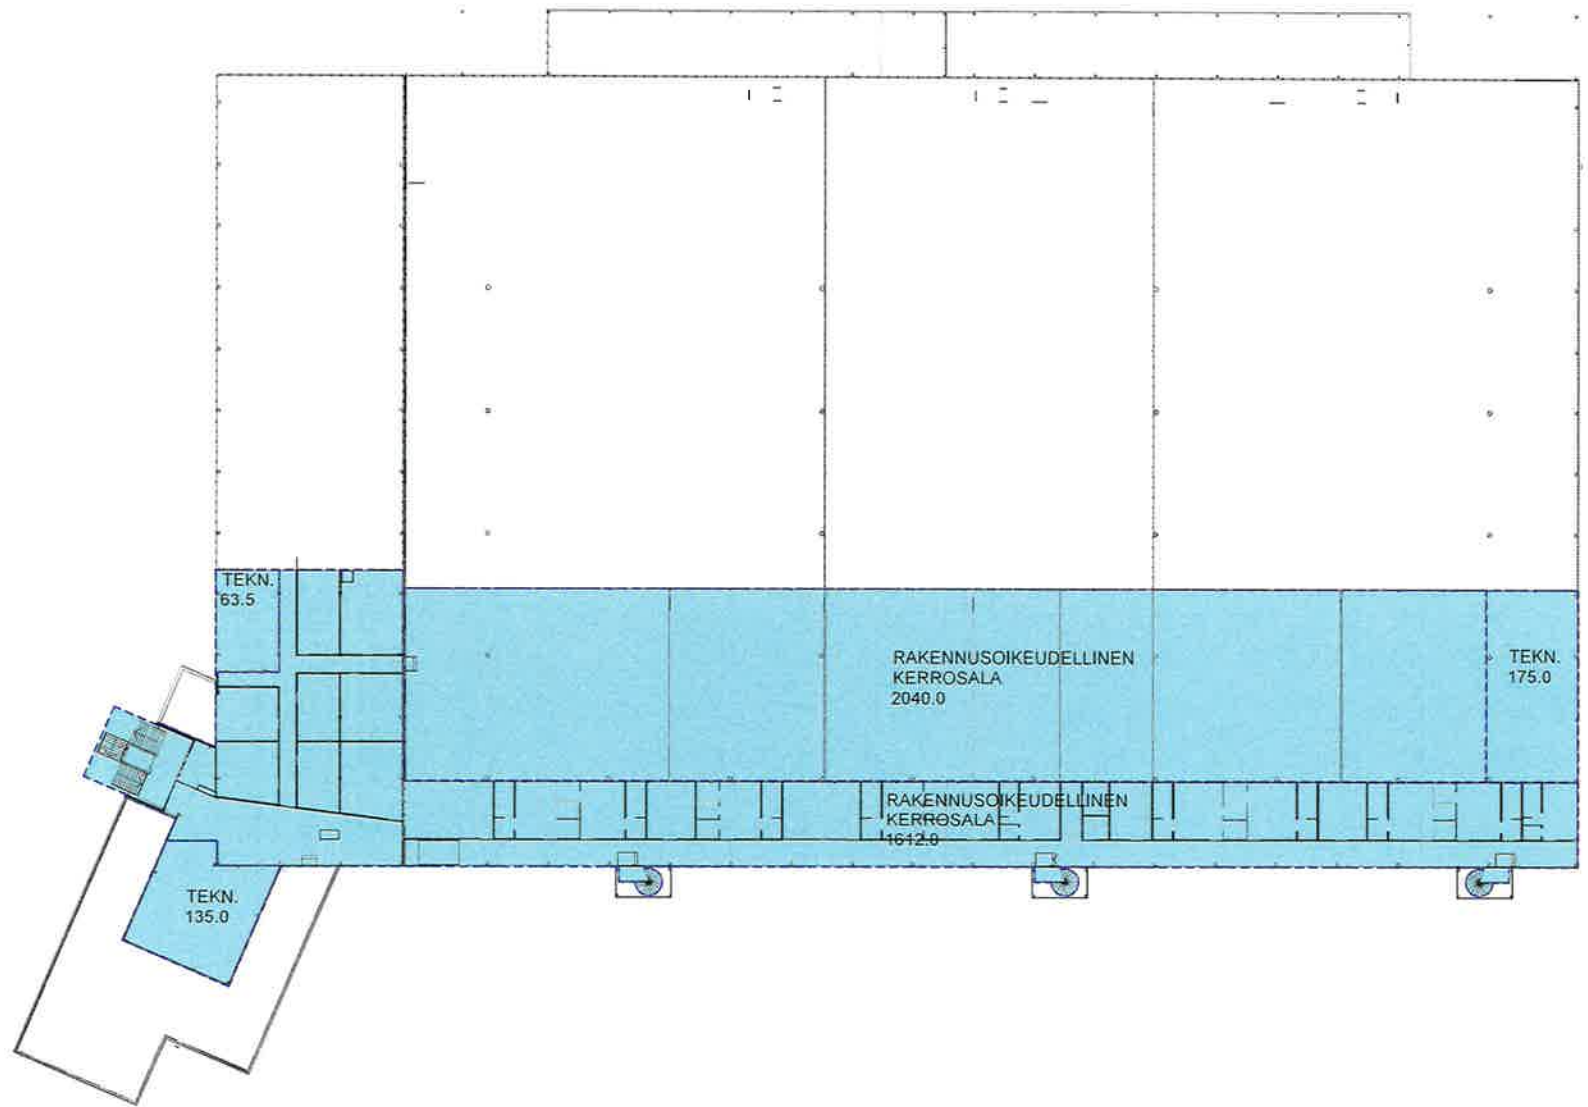 TEKN.
63.5
RAKENNUSOIKEUDELLINEN
KERROSALA
2040.0
TEKN.
175.0
RAKENNUSOIKEUDELLINEN
KERROSALA
1612.0
TEKN.
135.0